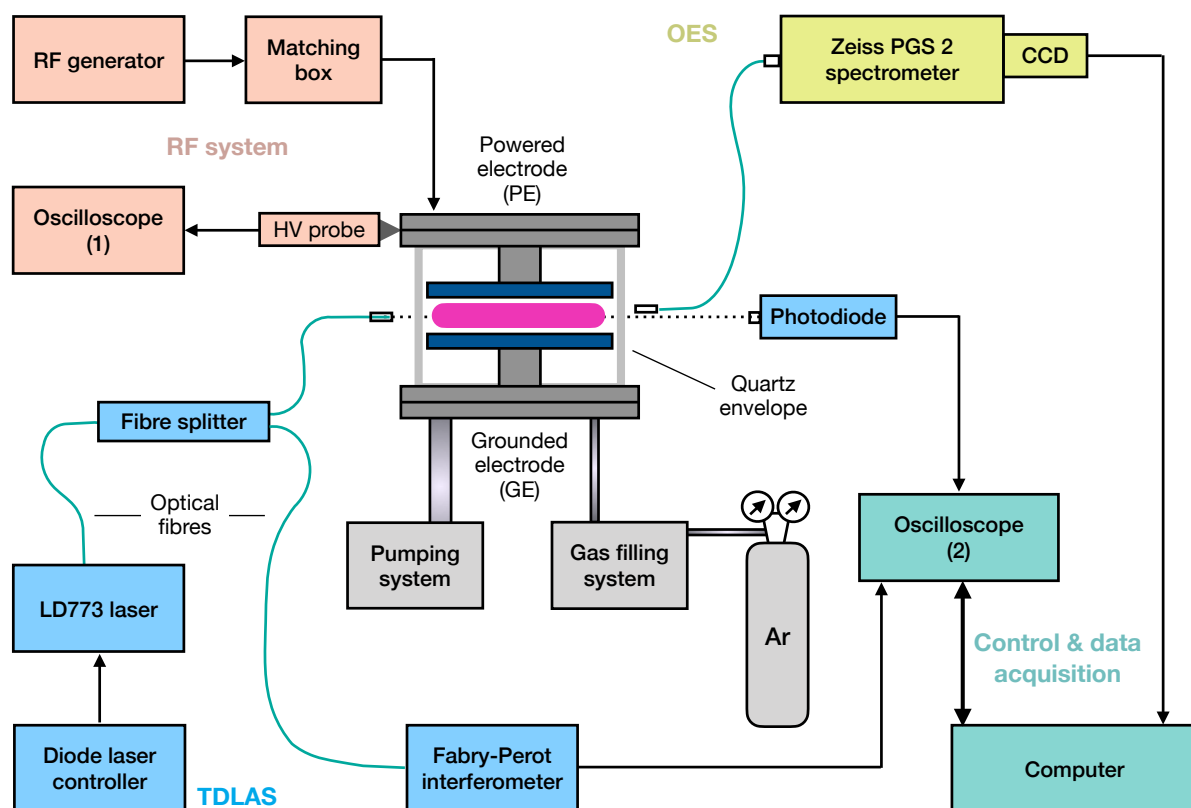 OES
RF generator
Matching
box
Zeiss PGS 2
spectrometer
CCD
RF system
Powered
electrode
(PE)
Oscilloscope
(1)
HV probe
Photodiode
Quartz
envelope
Fibre splitter
Grounded
electrode
(GE)
Optical
fibres
Pumping
system
Gas filling
system
Oscilloscope
(2)
LD773 laser
Ar
Control & data
acquisition
Diode laser
controller
TDLAS
Fabry-Perot
interferometer
Computer